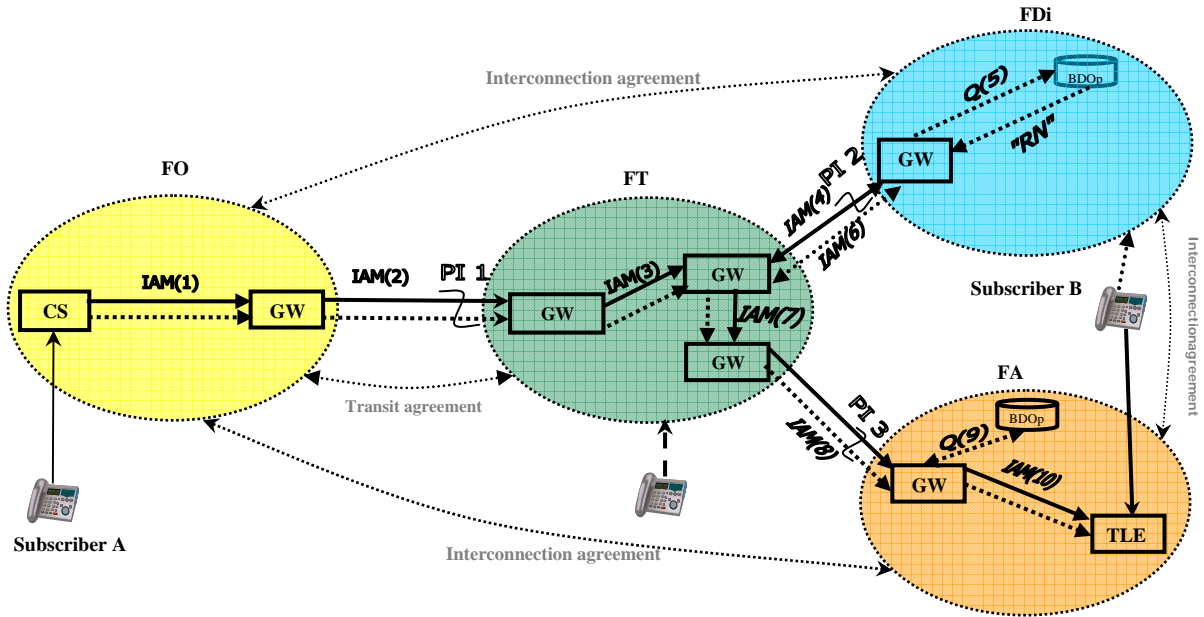 FDi
Interconnection agreement
Q(5)
BDOp
"RN"
GW
PI 2
FO
FT
IAM(4)
IAM(6)
IAM(1)
IAM(2)
PI 1
IAM(3)
GW
CS
GW
GW
IAM(7)
GW
Subscriber B
Interconnectionagreement
Transit agreement
FA
PI 3
IAM(8)
Q(9)
BDOp
GW
IAM(10)
TLE
Subscriber A
Interconnection agreement